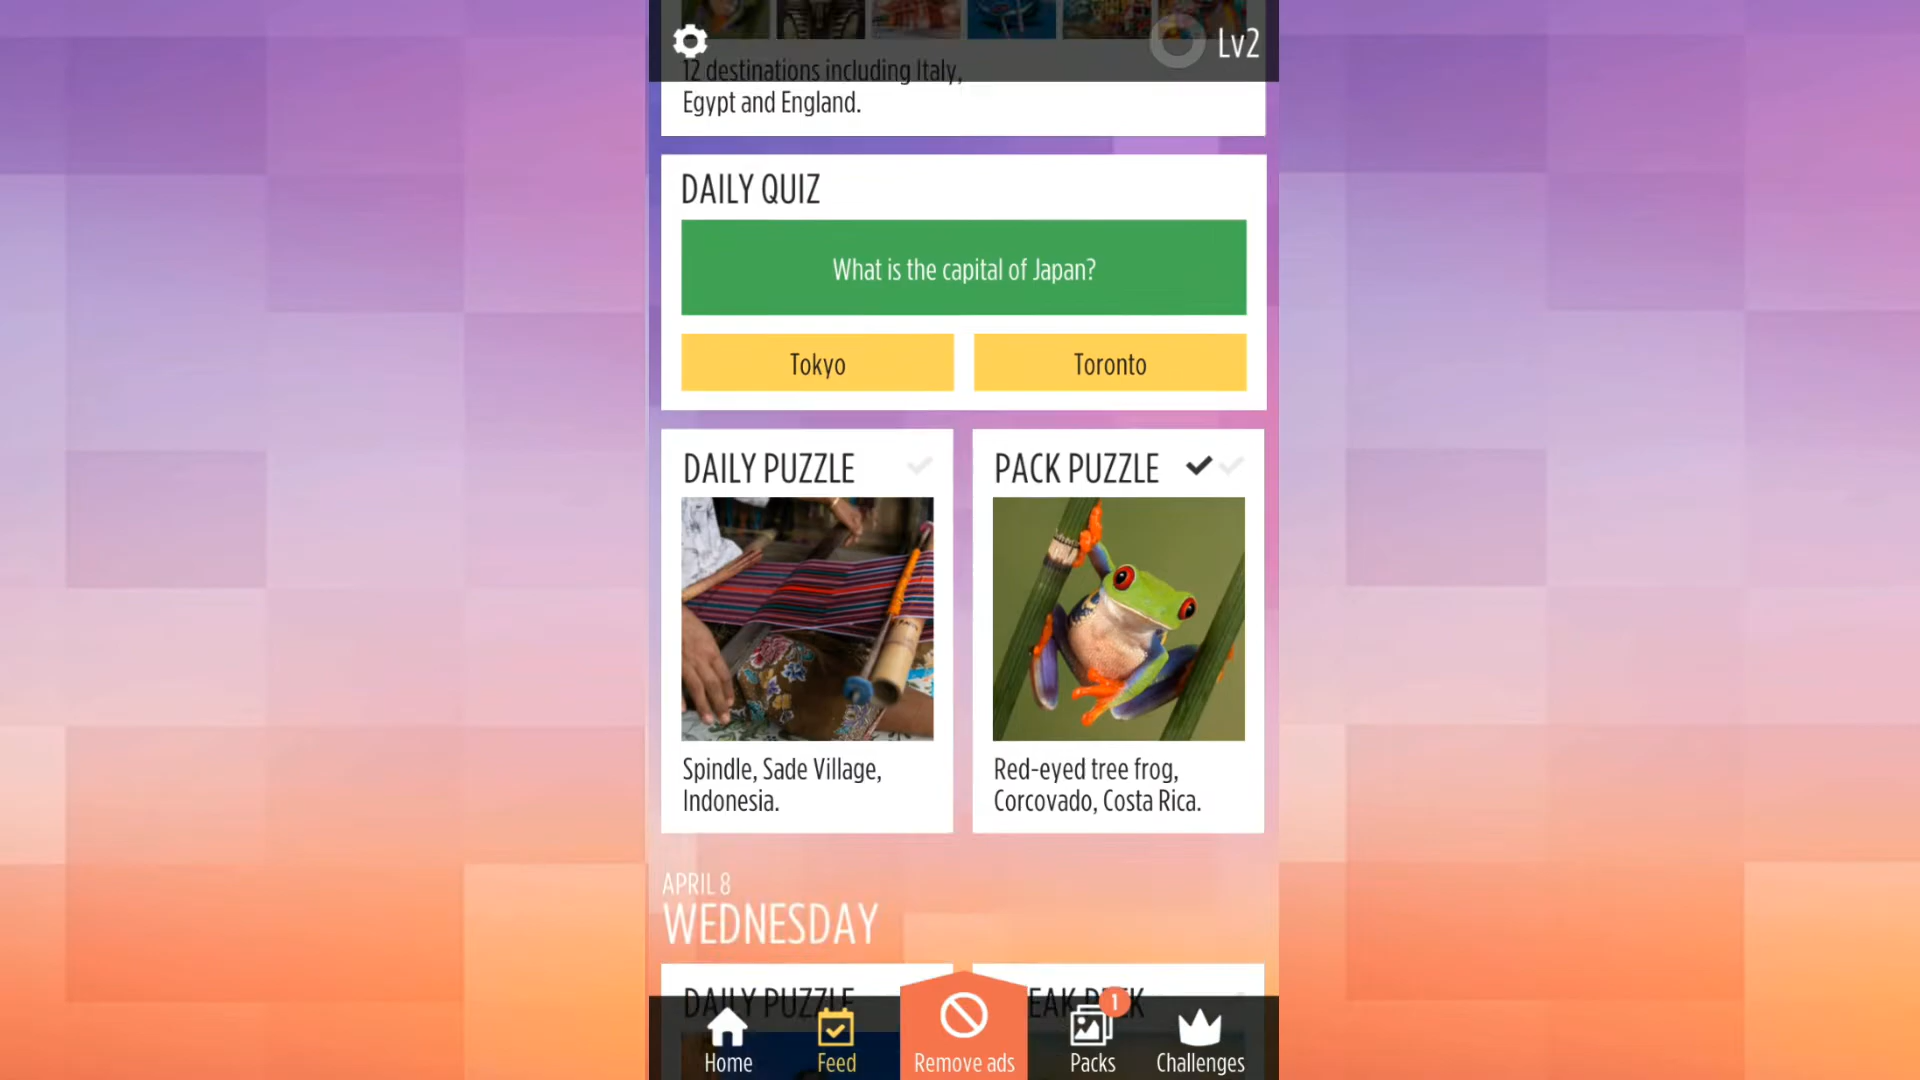 Lv2
12 destinations including Italy,
Egypt and England.
DAILY QUIZ
What is the capital of Japan?
Tokyo
Toronto
DAILY PUZZLE
PACK PUZZLE
Spindle, Sade Village,
Indonesia.
Red-eyed tree frog,
Corcovado, Costa Rica.
APRIL 8
WEDNESDAY
DAILY PUZZLE
1
Home
Feed
Remove ads
Packs
Challenges